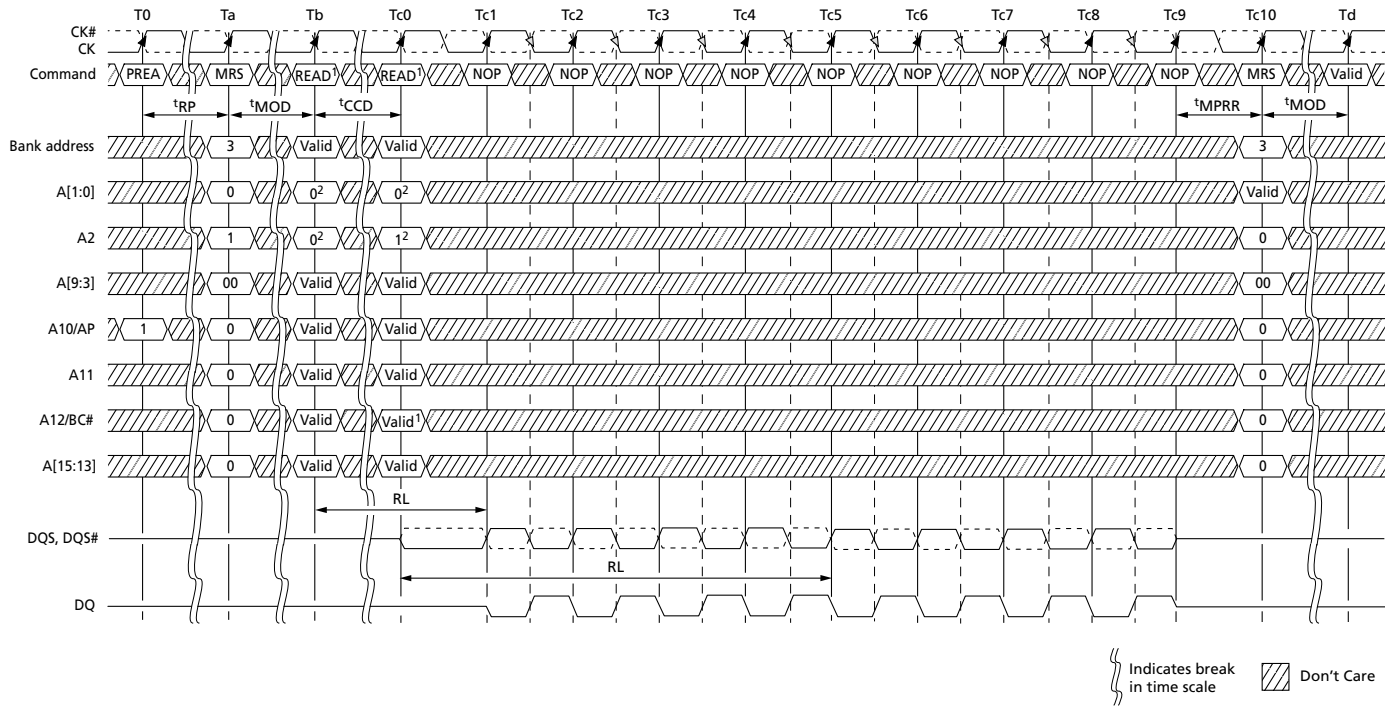 T0 Ta Tb Tc0 Tc1 Tc2 Tc3 Tc4 Tc5 Tc6 Tc7 Tc8 Tc9 Tc10 Td
CK#
CK
Command PREA MRS READ1 READ1 NOP NOP NOP NOP NOP NOP NOP NOP NOP MRS Valid
tRP tMOD tCCD tMPRR tMOD
Bank address 3 Valid Valid 3
A[1:0] 0 02 02 Valid
A2 1 02 12 0
A[9:3] 00 Valid Valid 00
A10/AP 1 0 Valid Valid 0
A11 0 Valid Valid 0
A12/BC# 0 Valid Valid1 0
A[15:13] 0 Valid Valid 0
RL
DQS, DQS#
RL
DQ
Indicates break
in time scale
Don't Care